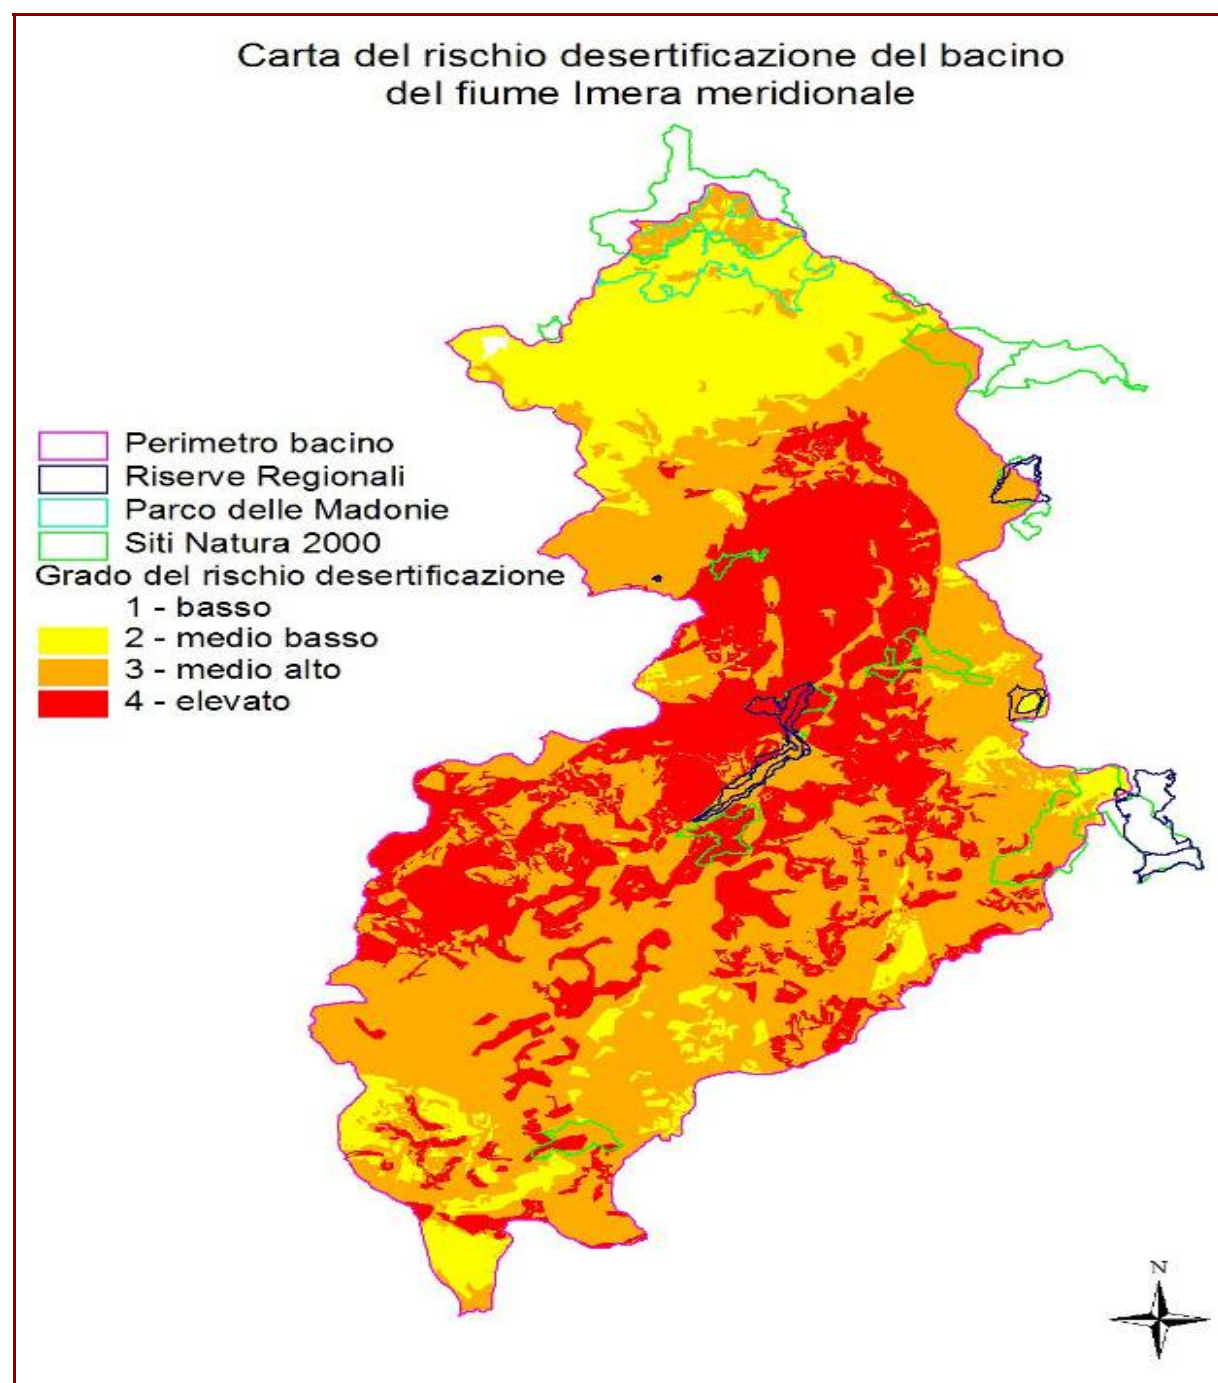 Carta del rischio desertificazione del bacino
del fiume Imera meridionale
Perimetro bacino
Riserve Regionali
Parco delle Madonie
Siti Natura 2000
Grado del rischio desertificazione
1 - basso
2 - medio basso
3 - medio alto
4 - elevato
N